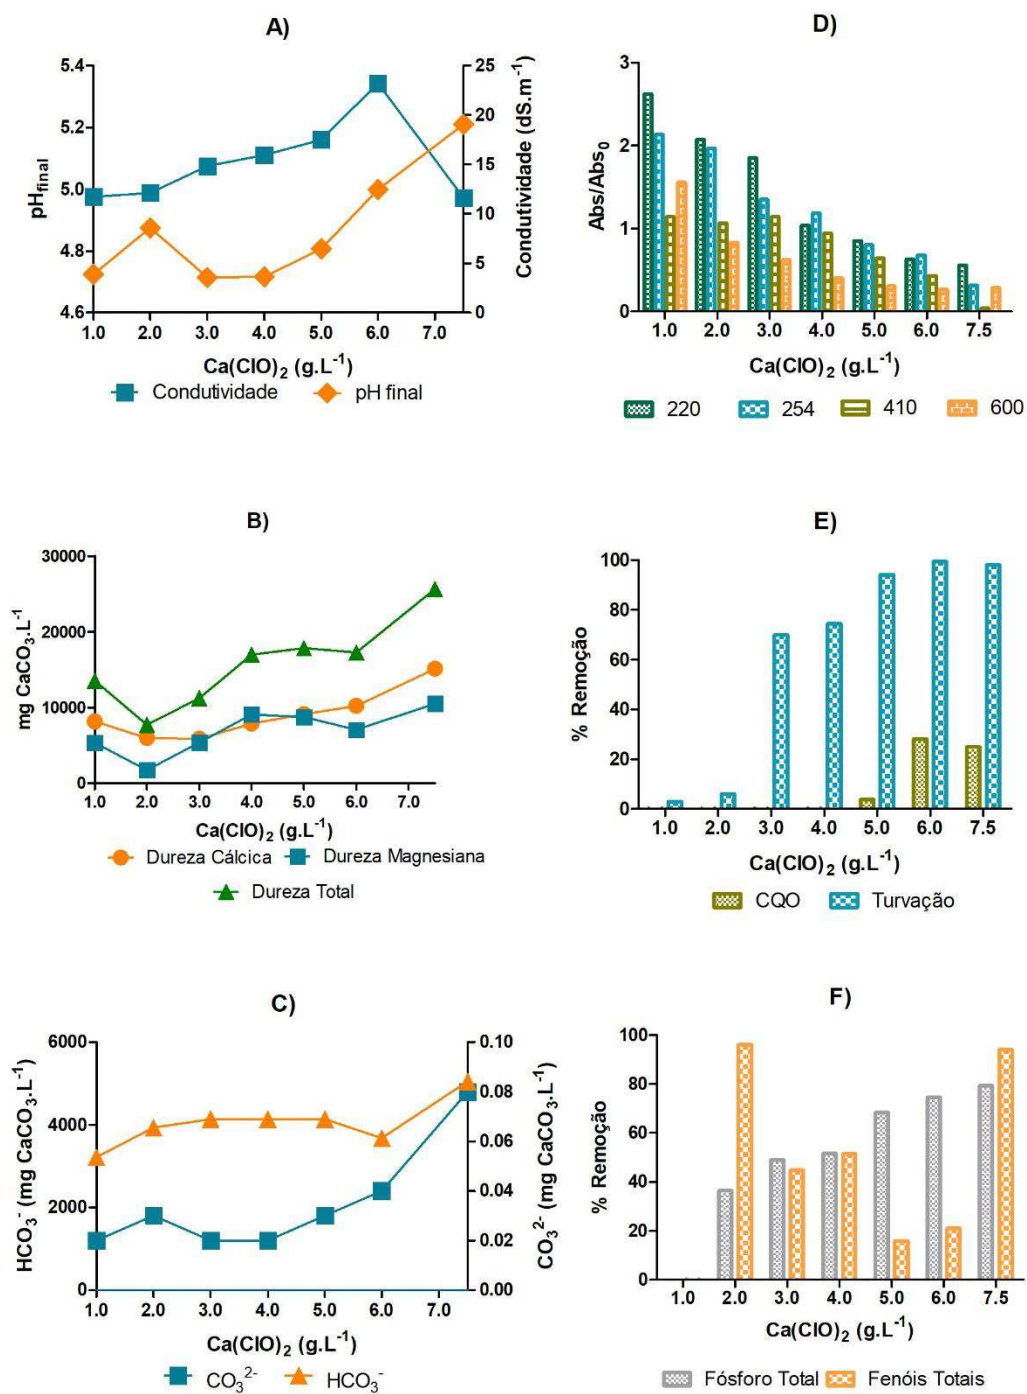 A)
5.4
5.2
5.0
4.8
4.6
pHfinal
25
20
15
10
5
0
Condutividade (dS.m-1)
1.0 2.0 3.0 4.0 5.0 6.0 7.0
Ca(ClO)2 (g.L-1)
Condutividade pH final
D)
3
2
1
0
Abs/Abs0
1.0 2.0 3.0 4.0 5.0 6.0 7.5
Ca(ClO)2 (g.L-1)
220 254 410 600
B)
30000
20000
10000
0
mg CaCO3.L-1
1.0 2.0 3.0 4.0 5.0 6.0 7.0
Ca(ClO)2 (g.L-1)
Dureza Cálcica Dureza Magnesiana
Dureza Total
E)
100
80
60
40
20
0
% Remoção
1.0 2.0 3.0 4.0 5.0 6.0 7.5
Ca(ClO)2 (g.L-1)
CQO Turvação
C)
6000
4000
2000
0
HCO3- (mg CaCO3.L-1)
0.10
0.08
0.06
0.04
0.02
0.00
CO32- (mg CaCO3.L-1)
1.0 2.0 3.0 4.0 5.0 6.0 7.0
Ca(ClO)2 (g.L-1)
CO32- HCO3-
F)
100
80
60
40
20
0
% Remoção
1.0 2.0 3.0 4.0 5.0 6.0 7.5
Ca(ClO)2 (g.L-1)
Fósforo Total Fenóis Totais